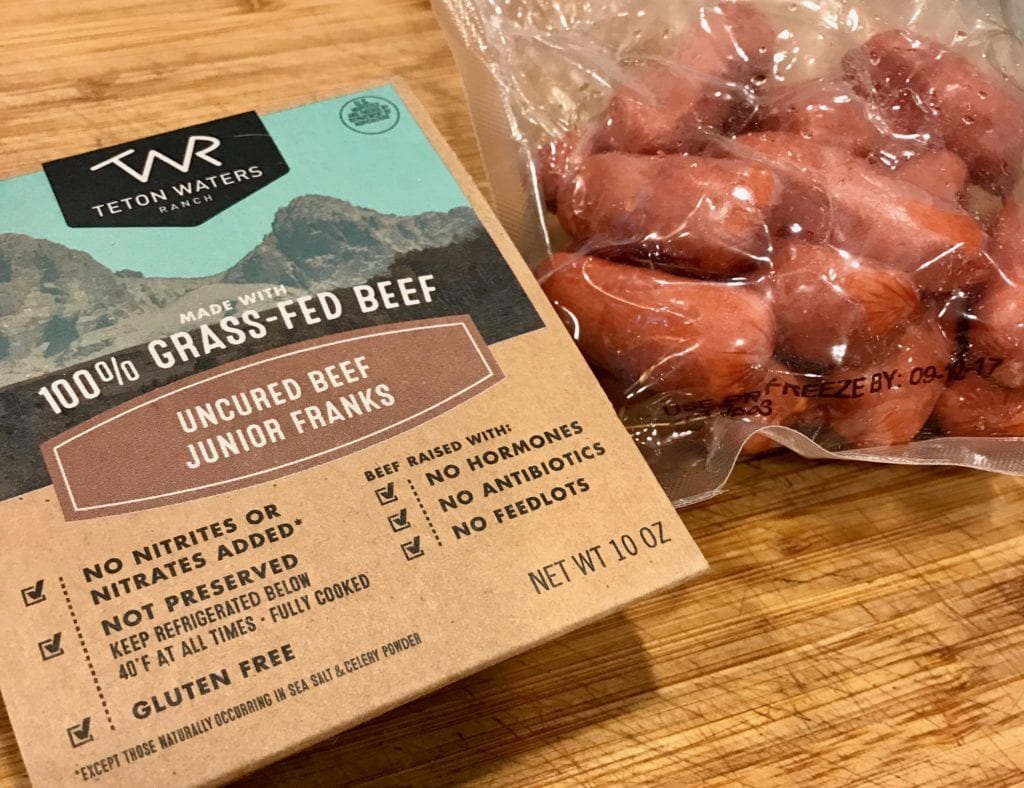 TWR
TETON WATERS
RANCH
MADE WITH
100% GRASS-FED BEEF
UNCURED BEEF
JUNIOR FRANKS
NO NITRITES OR
NITRATES ADDED*
NOT PRESERVED
KEEP REFRIGERATED BELOW
40°F AT ALL TIMES • FULLY COOKED
GLUTEN FREE
*EXCEPT THOSE NATURALLY OCCURRING IN SEA SALT & CELERY POWDER
BEEF RAISED WITH:
NO HORMONES
NO ANTIBIOTICS
NO FEEDLOTS
NET WT 10 OZ
FREEZE BY: 09-12-17